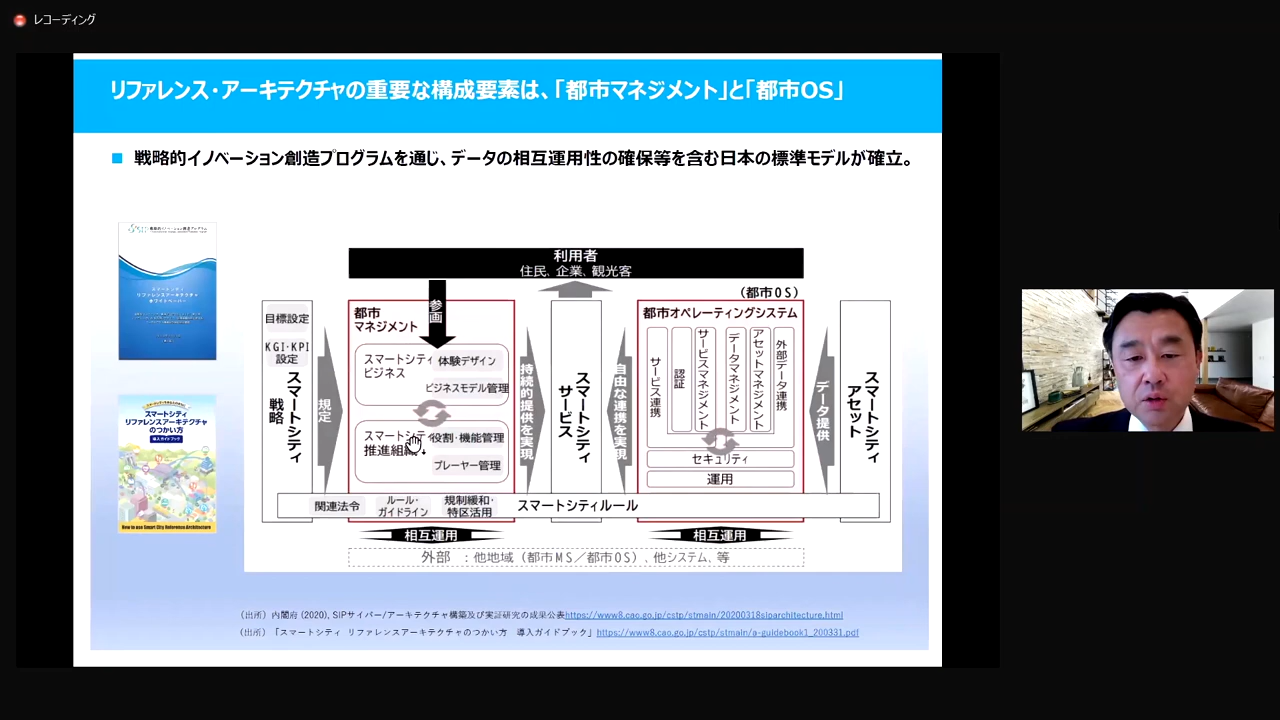 レコーディング
リファレンス・アーキテクチャの重要な構成要素は、「都市マネジメント」と「都市OS」
戦略的イノベーション創造プログラムを通じ、データの相互運用性の確保等を含む日本の標準モデルが確立。
スマートシティ
リファレンスアーキテクチャ
ホワイトペーパー
スマートシティ
リファレンスアーキテクチャ
のつかい方
導入ガイドブック
How to use Smart City Reference Architecture
利用者
住民、企業、観光客
参画
(都市OS)
目標設定
KGI・KPI
設定
スマートシティ
戦略
規定
都市
マネジメント
スマートシティ
ビジネス
体験デザイン
ビジネスモデル管理
スマートシティ
推進組織
役割・機能管理
プレーヤー管理
持続的提供を実現
スマートシティ
サービス
自由な連携を実現
都市オペレーティングシステム
サービス連携
認証
サービスマネジメント
データマネジメント
アセットマネジメント
外部データ連携
セキュリティ
運用
データ提供
スマートシティ
アセット
関連法令
ルール・
ガイドライン
規制緩和・
特区活用
スマートシティルール
相互運用
相互運用
外部 :他地域(都市MS/都市OS)、他システム、等
(出所) 内閣府 (2020), SIPサイバー/アーキテクチャ構築及び実証研究の成果公表https://www8.cao.go.jp/cstp/stmain/20200318siparchitecture.html
(出所) 「スマートシティ リファレンスアーキテクチャのつかい方 導入ガイドブック」 https://www8.cao.go.jp/cstp/stmain/a-guidebook1_200331.pdf